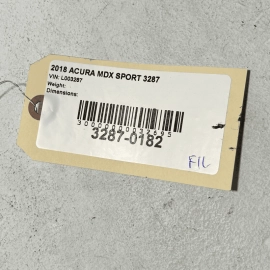 2018 ACURA MDX SPORT 3287
VIN: L003287
Weight:
Dimensions:
3287-0182
FIL